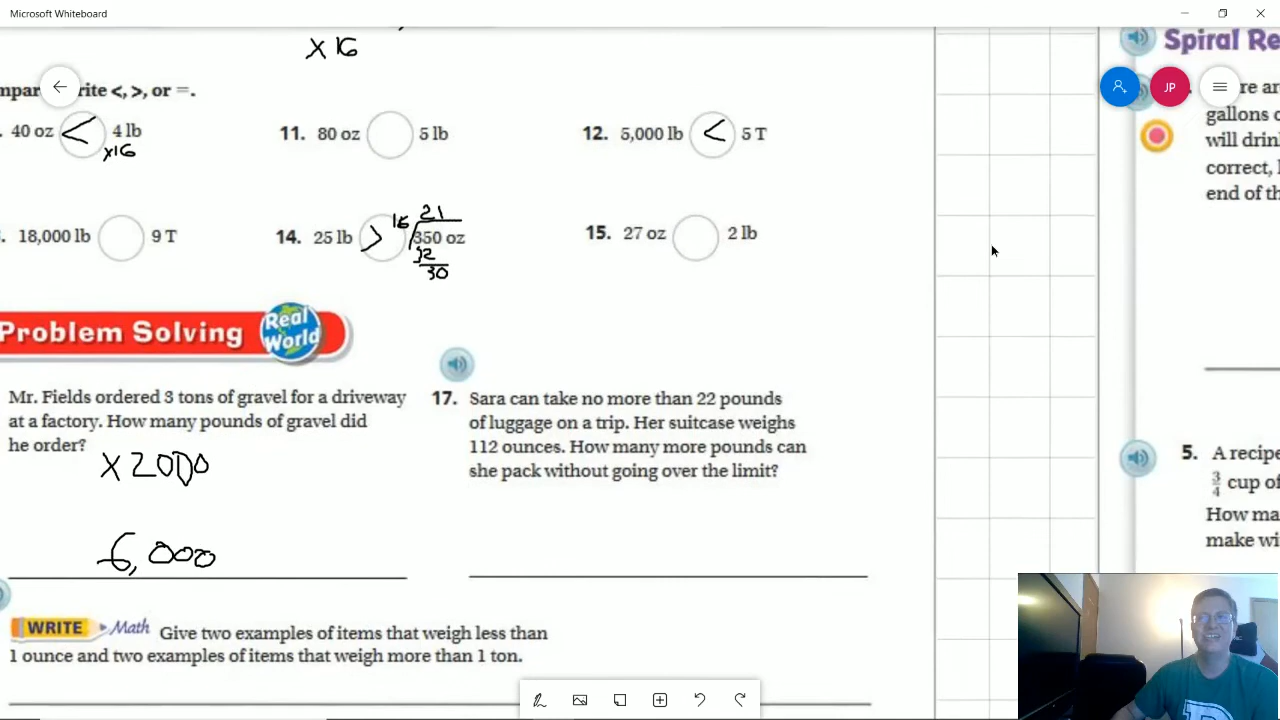 Microsoft Whiteboard
X 16
mpar rite <, >, or =.
. 40 oz < 4 lb
x16
11. 80 oz 5 lb
12. 5,000 lb < 5 T
. 18,000 lb 9 T
14. 25 lb > 350 oz
16 21
32
30
15. 27 oz 2 lb
Problem Solving Real World
Mr. Fields ordered 3 tons of gravel for a driveway
at a factory. How many pounds of gravel did
he order?
X 2000
6,000
17. Sara can take no more than 22 pounds
of luggage on a trip. Her suitcase weighs
112 ounces. How many more pounds can
she pack without going over the limit?
WRITE Math Give two examples of items that weigh less than
1 ounce and two examples of items that weigh more than 1 ton.
Spiral Re
JP
re ar
gallons o
will drin
correct, 
end of th
5. A recipe
3/4 cup of
How ma
make wi